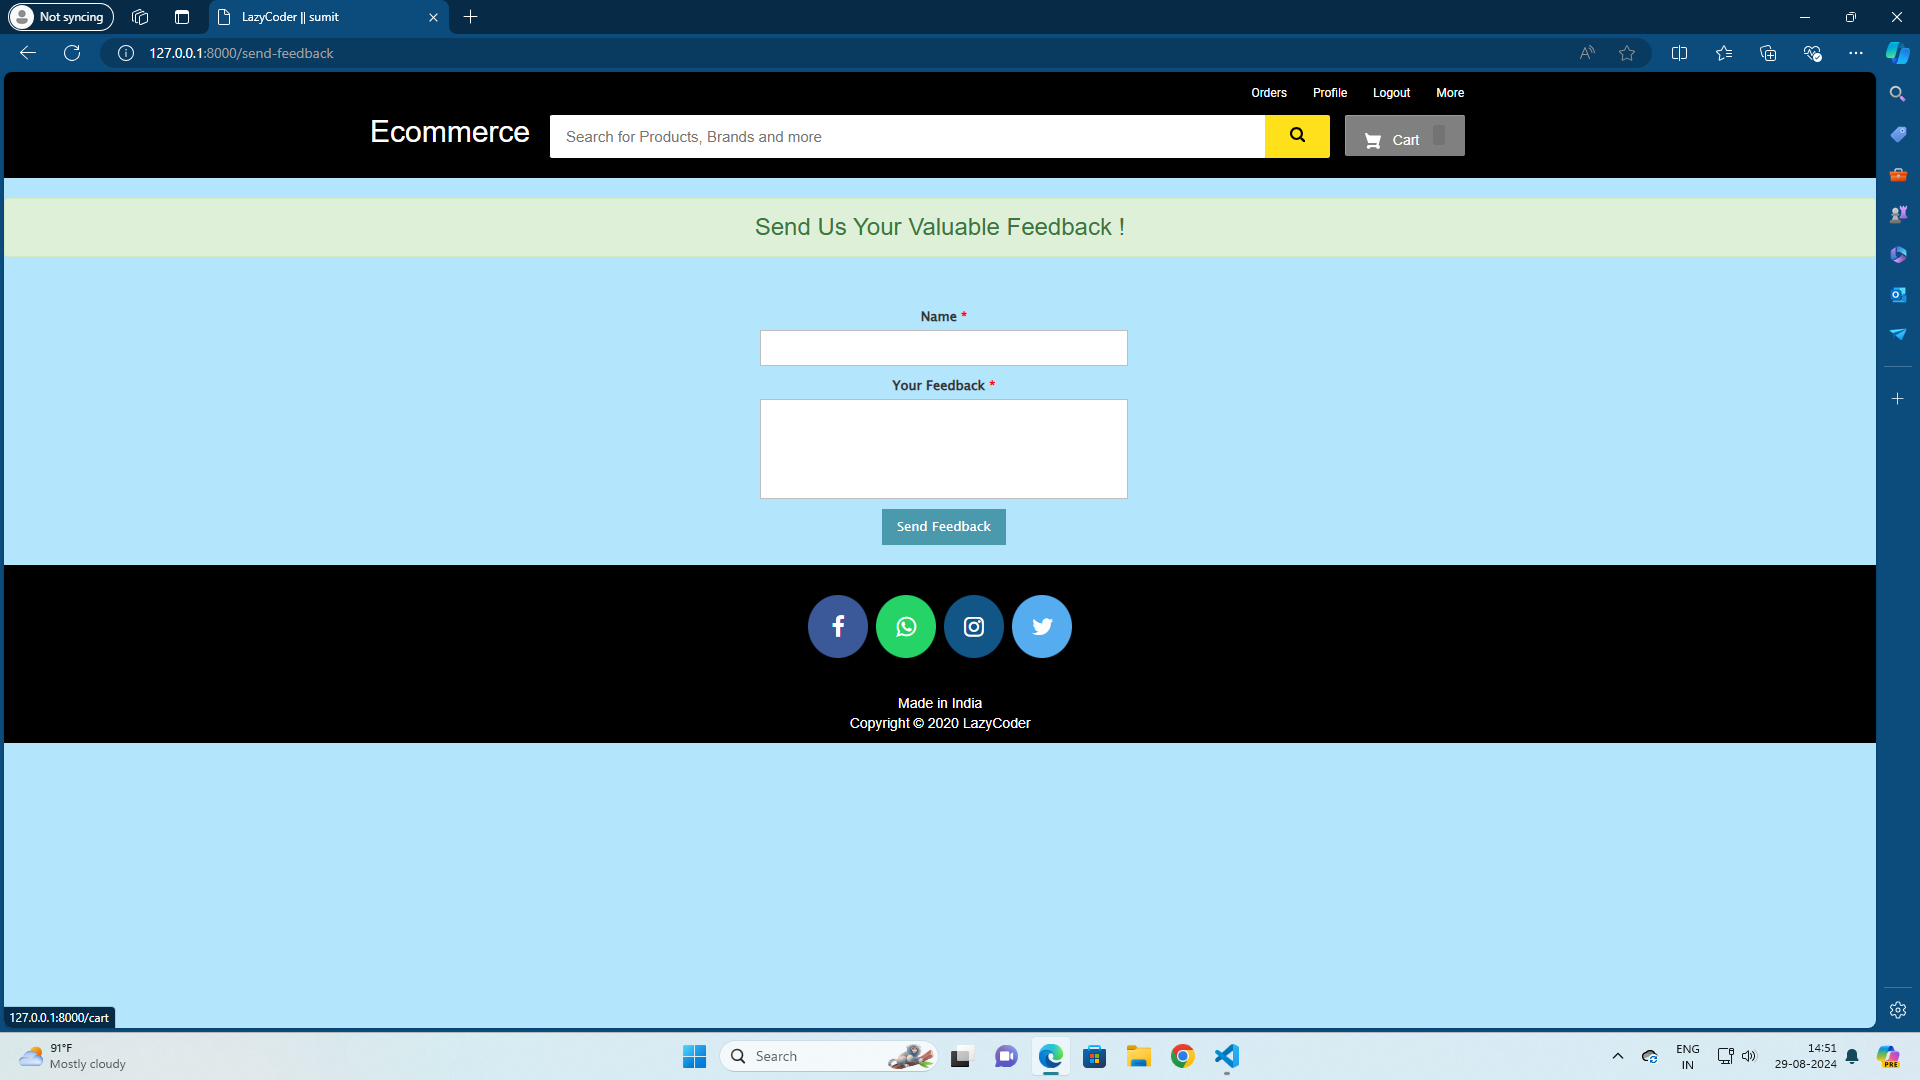 Not syncing
LazyCoder || sumit
127.0.0.1:8000/send-feedback
Orders Profile Logout More
Ecommerce
Search for Products, Brands and more
Cart
Send Us Your Valuable Feedback !
Name *
Your Feedback *
Send Feedback
Made in India
Copyright © 2020 LazyCoder
127.0.0.1:8000/cart
91°F
Mostly cloudy
Search
ENG
IN
14:51
29-08-2024
PRE